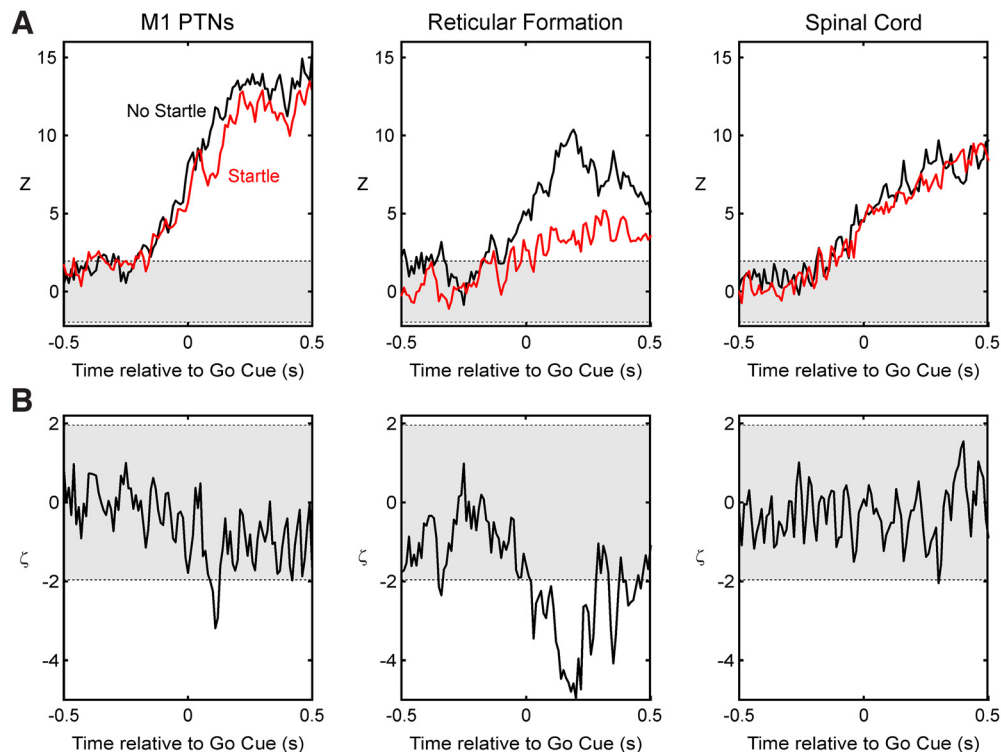 A
M1 PTNs
Reticular Formation
Spinal Cord
15
10
5
0
Z
No Startle
Startle
-0.5
0
0.5
Time relative to Go Cue (s)
15
10
5
0
Z
-0.5
0
0.5
Time relative to Go Cue (s)
15
10
5
0
Z
-0.5
0
0.5
Time relative to Go Cue (s)
B
2
0
-2
-4
ζ
-0.5
0
0.5
Time relative to Go Cue (s)
2
0
-2
-4
ζ
-0.5
0
0.5
Time relative to Go Cue (s)
2
0
-2
-4
ζ
-0.5
0
0.5
Time relative to Go Cue (s)